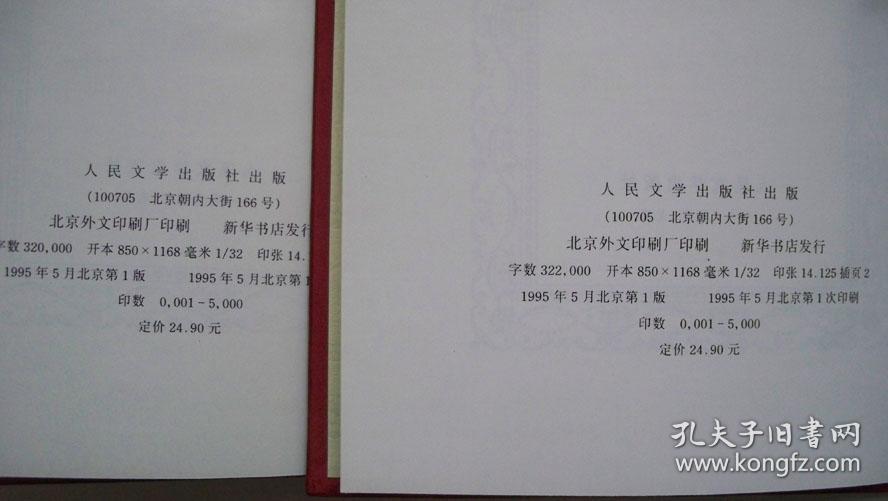 人民文学出版社出版
(100705 北京朝内大街166号)
北京外文印刷厂印刷 新华书店发行
字数320,000 开本850×1168毫米1/32 印张14.
1995年5月北京第1版 1995年5月北京第1
印数 0,001-5,000
定价24.90元
人民文学出版社出版
(100705 北京朝内大街166号)
北京外文印刷厂印刷 新华书店发行
字数322,000 开本850×1168毫米1/32 印张14.125插页2
1995年5月北京第1版 1995年5月北京第1次印刷
印数 0,001-5,000
定价24.90元
孔夫子旧書网
www.kongfz.com